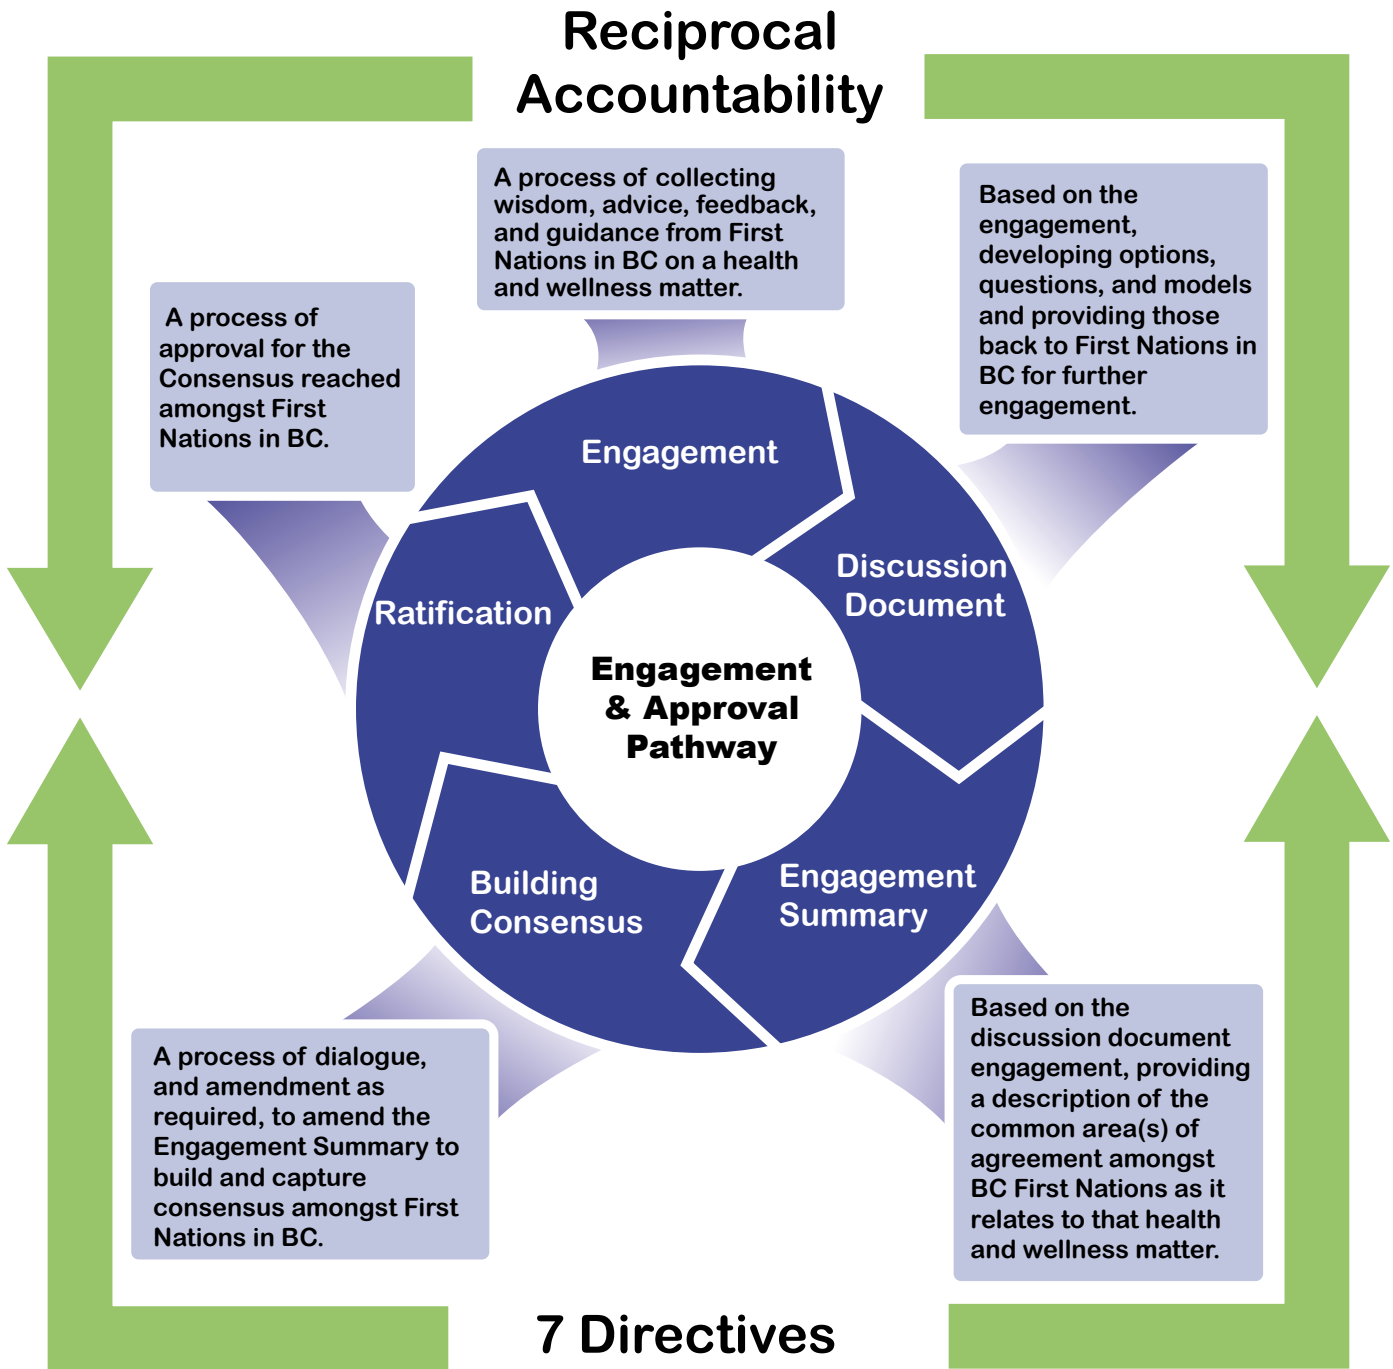 Reciprocal
Accountability
A process of collecting
wisdom, advice, feedback,
and guidance from First
Nations in BC on a health
and wellness matter.
Based on the
engagement,
developing options,
questions, and models
and providing those
back to First Nations in
BC for further
engagement.
A process of
approval for the
Consensus reached
amongst First
Nations in BC.
Engagement
Discussion
Document
Ratification
Engagement
& Approval
Pathway
Building
Consensus
Engagement
Summary
A process of dialogue,
and amendment as
required, to amend the
Engagement Summary to
build and capture
consensus amongst First
Nations in BC.
Based on the
discussion document
engagement, providing
a description of the
common area(s) of
agreement amongst
BC First Nations as it
relates to that health
and wellness matter.
7 Directives